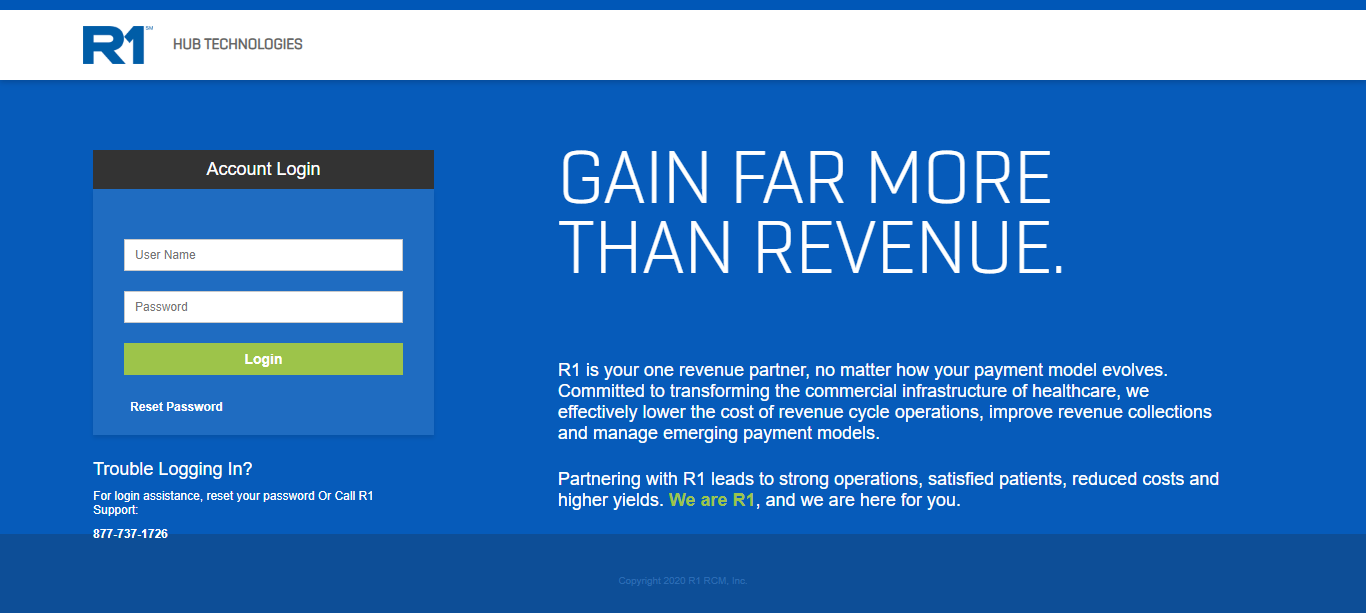 R1 SM
HUB TECHNOLOGIES
Account Login
User Name
Password
Login
Reset Password
Trouble Logging In?
For login assistance, reset your password Or Call R1
Support:
877-737-1726
GAIN FAR MORE
THAN REVENUE.
R1 is your one revenue partner, no matter how your payment model evolves.
Committed to transforming the commercial infrastructure of healthcare, we
effectively lower the cost of revenue cycle operations, improve revenue collections
and manage emerging payment models.
Partnering with R1 leads to strong operations, satisfied patients, reduced costs and
higher yields. We are R1, and we are here for you.
Copyright 2020 R1 RCM, Inc.